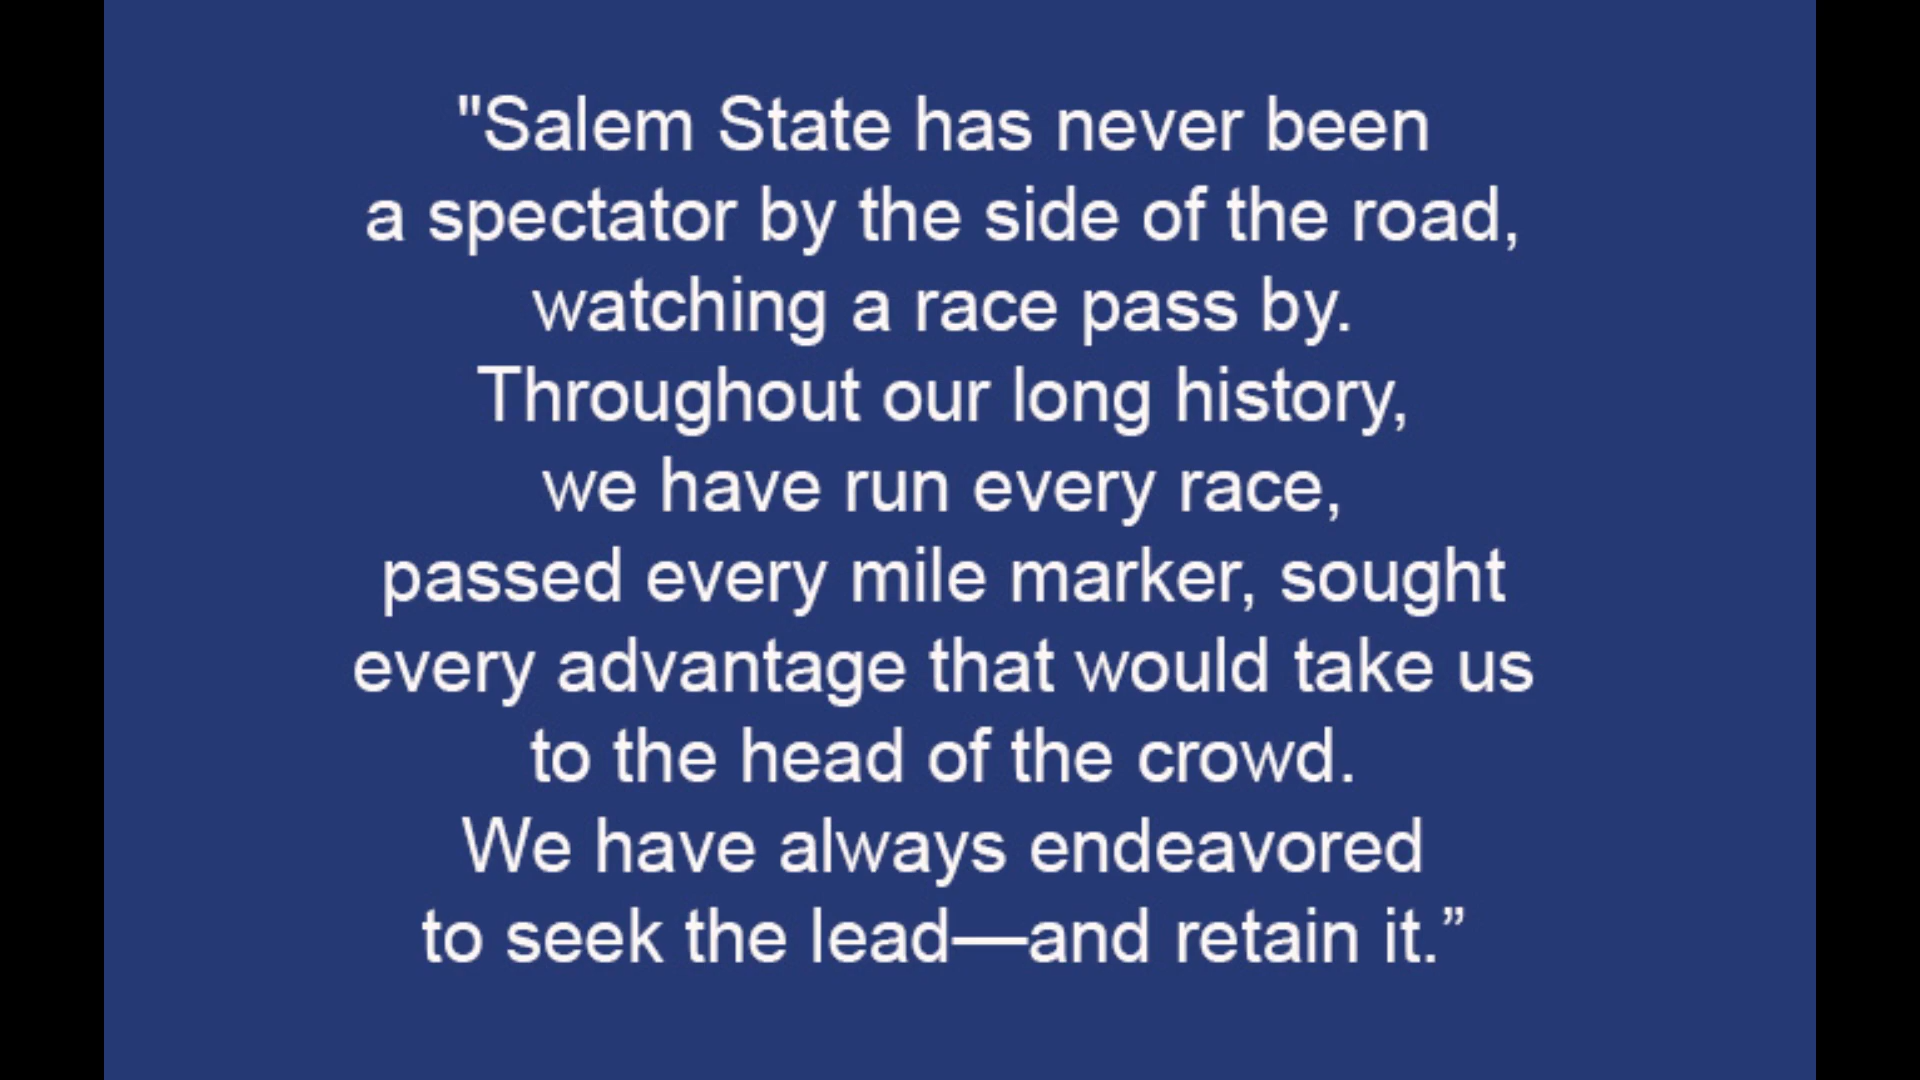 "Salem State has never been
a spectator by the side of the road,
watching a race pass by.
Throughout our long history,
we have run every race,
passed every mile marker, sought
every advantage that would take us
to the head of the crowd.
We have always endeavored
to seek the lead—and retain it.”